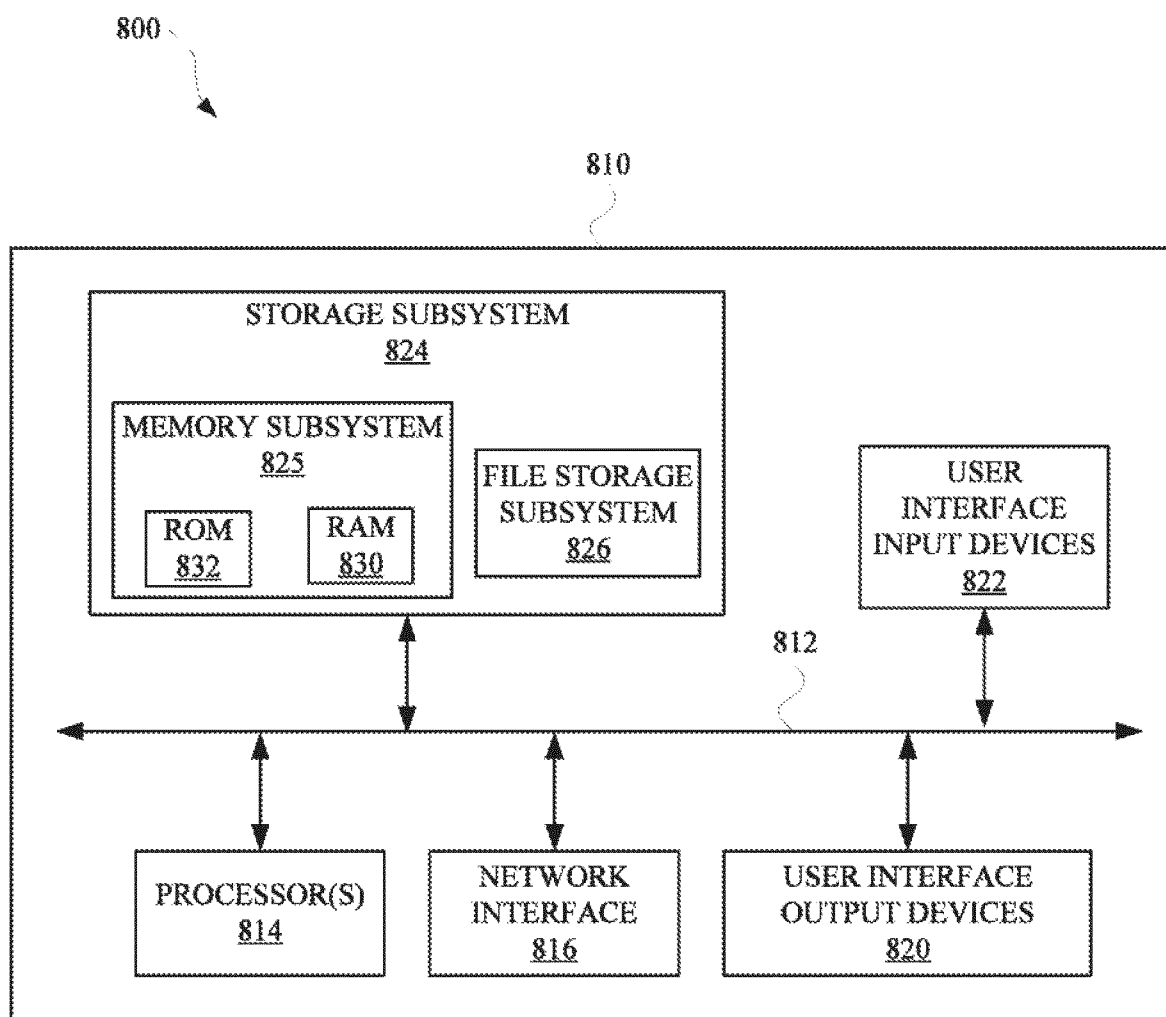 800
810
STORAGE SUBSYSTEM
824
MEMORY SUBSYSTEM
825
ROM
832
RAM
830
FILE STORAGE
SUBSYSTEM
826
USER
INTERFACE
INPUT DEVICES
822
812
PROCESSOR(S)
814
NETWORK
INTERFACE
816
USER INTERFACE
OUTPUT DEVICES
820